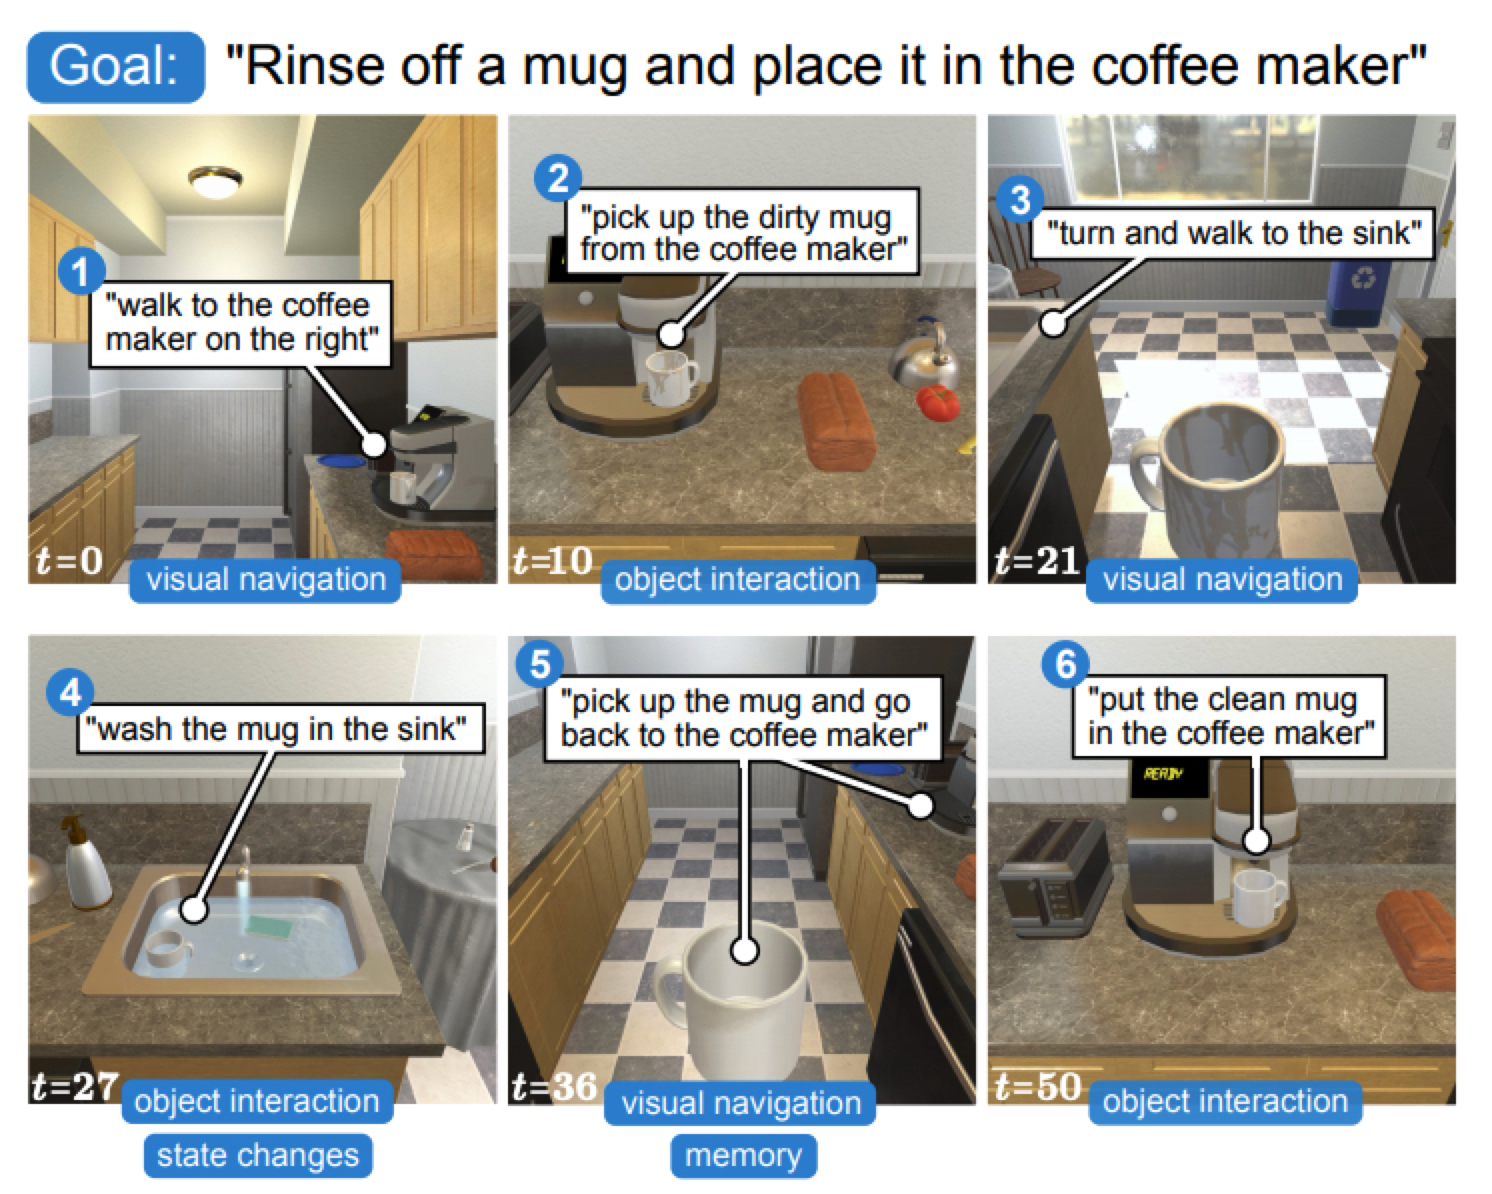 Goal: "Rinse off a mug and place it in the coffee maker"
1
"walk to the coffee
maker on the right"
t=0
visual navigation
2
"pick up the dirty mug
from the coffee maker"
t=10
object interaction
3
"turn and walk to the sink"
t=21
visual navigation
4
"wash the mug in the sink"
t=27
object interaction
state changes
5
"pick up the mug and go
back to the coffee maker"
t=36
visual navigation
memory
6
"put the clean mug
in the coffee maker"
READY
t=50
object interaction